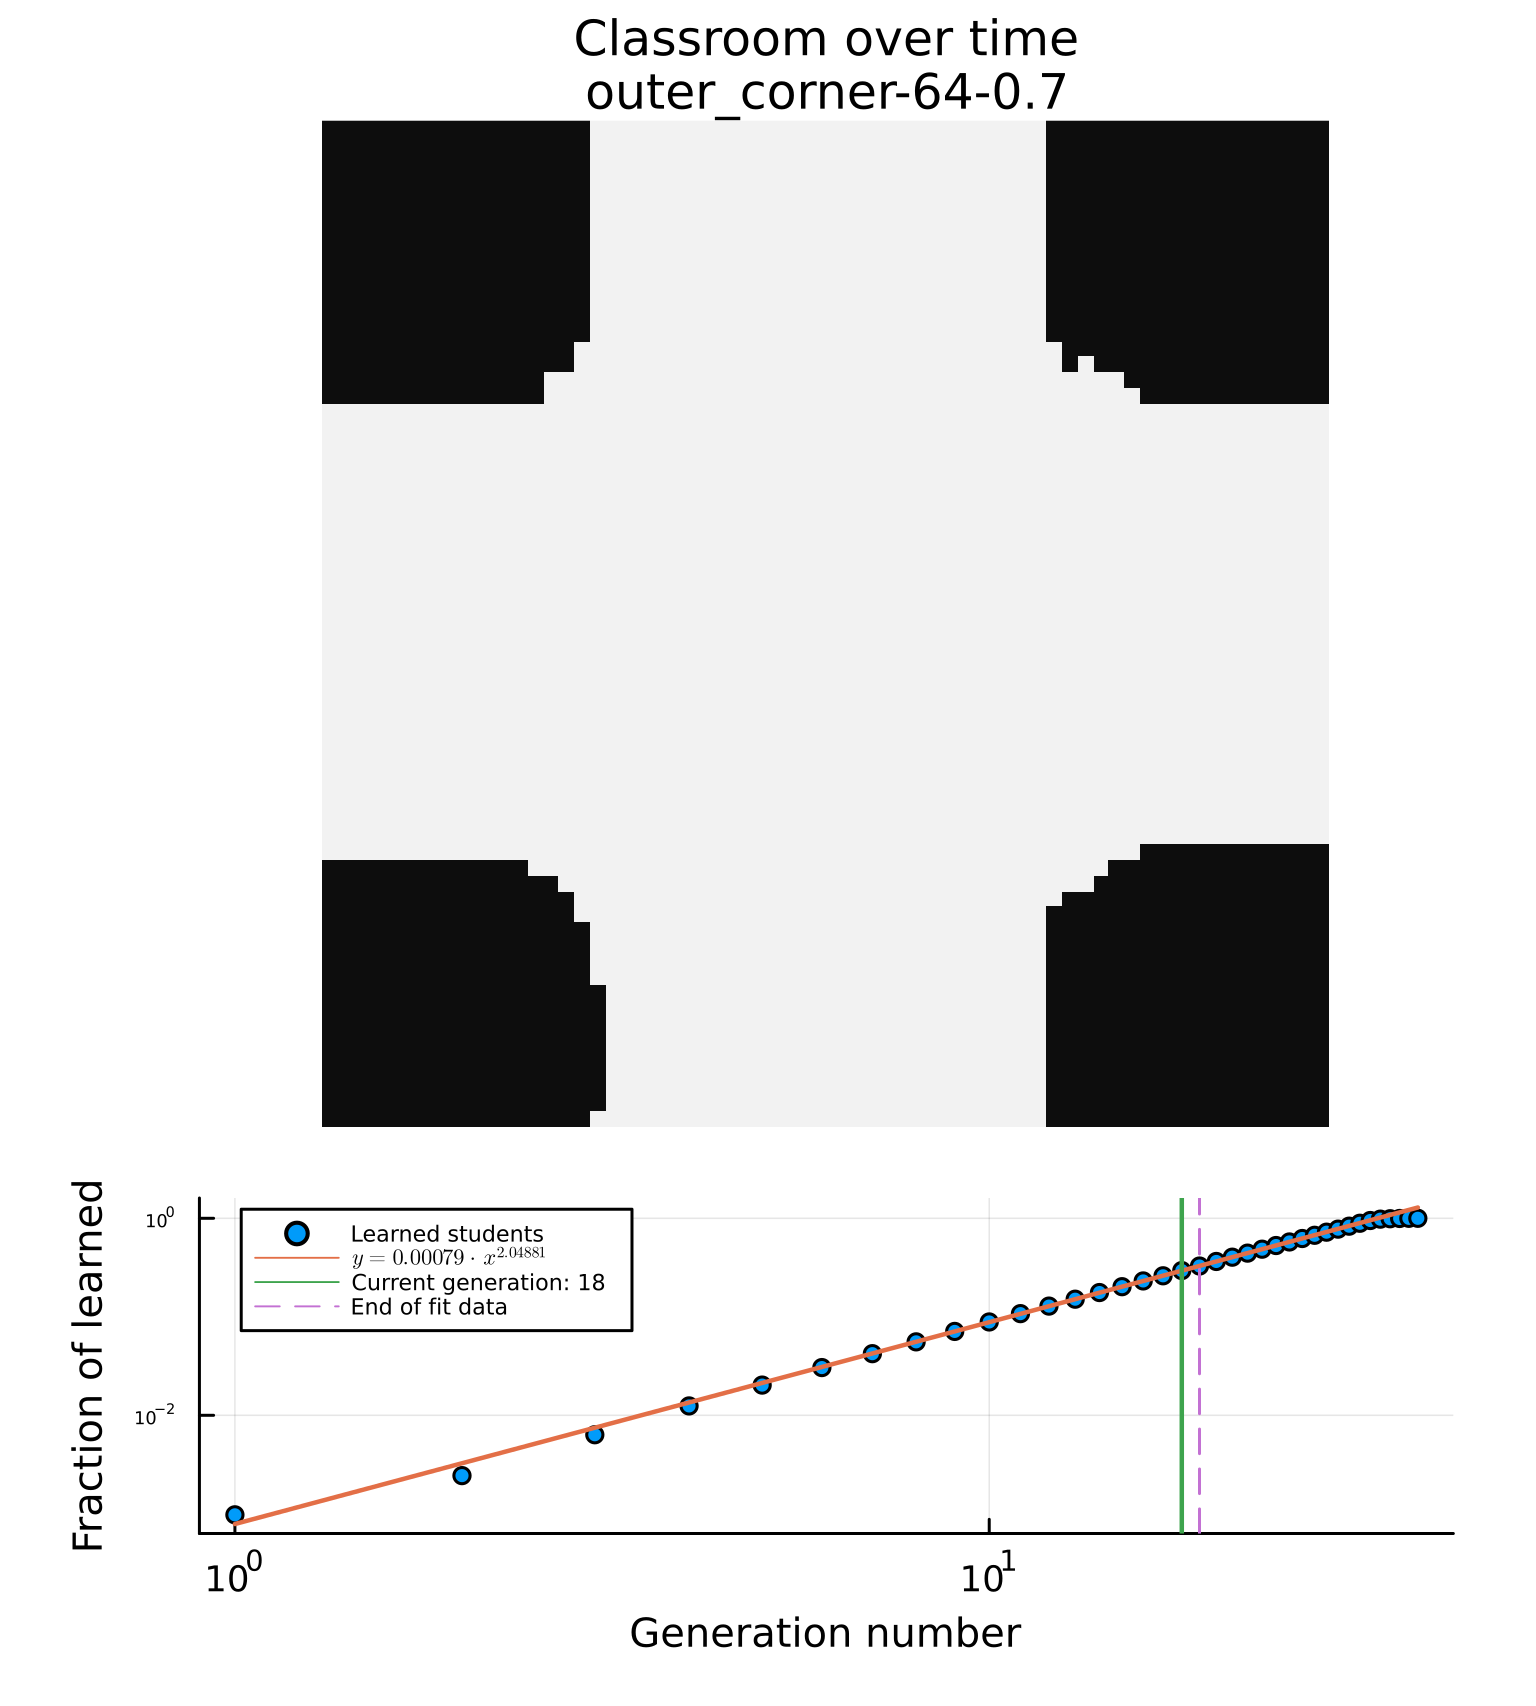 Classroom over time
outer_corner-64-0.7
Fraction of learned
10⁰
10⁻²
Learned students
y = 0.00079 · x^2.04881
Current generation: 18
End of fit data
10⁰
10¹
Generation number